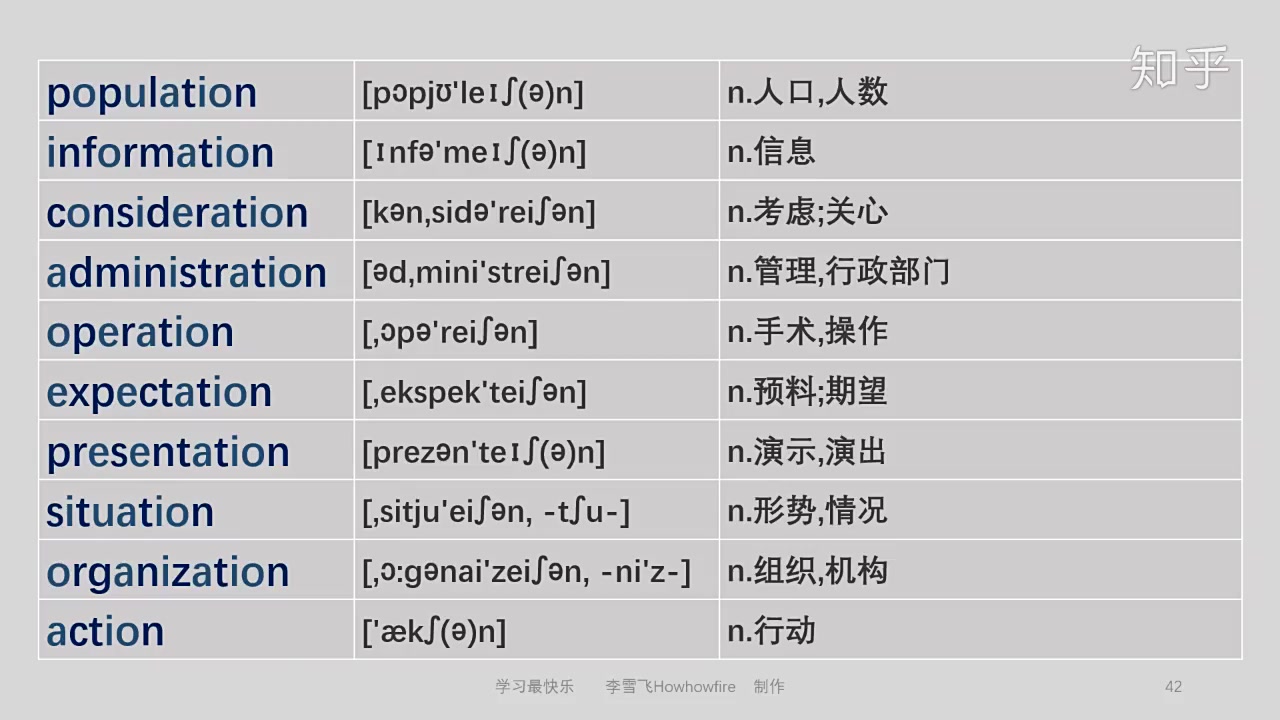 知乎
population [pɔpjʊ'leɪʃ(ə)n] n.人口,人数
information [ɪnfə'meɪʃ(ə)n] n.信息
consideration [kən,sidə'reiʃən] n.考虑;关心
administration [əd,mini'streiʃən] n.管理,行政部门
operation [,ɔpə'reiʃən] n.手术,操作
expectation [,ekspek'teiʃən] n.预料;期望
presentation [prezən'teɪʃ(ə)n] n.演示,演出
situation [,sitju'eiʃən, -tʃu-] n.形势,情况
organization [,ɔ:gənai'zeiʃən, -ni'z-] n.组织,机构
action ['ækʃ(ə)n] n.行动
学习最快乐 李雪飞Howhowfire 制作 42